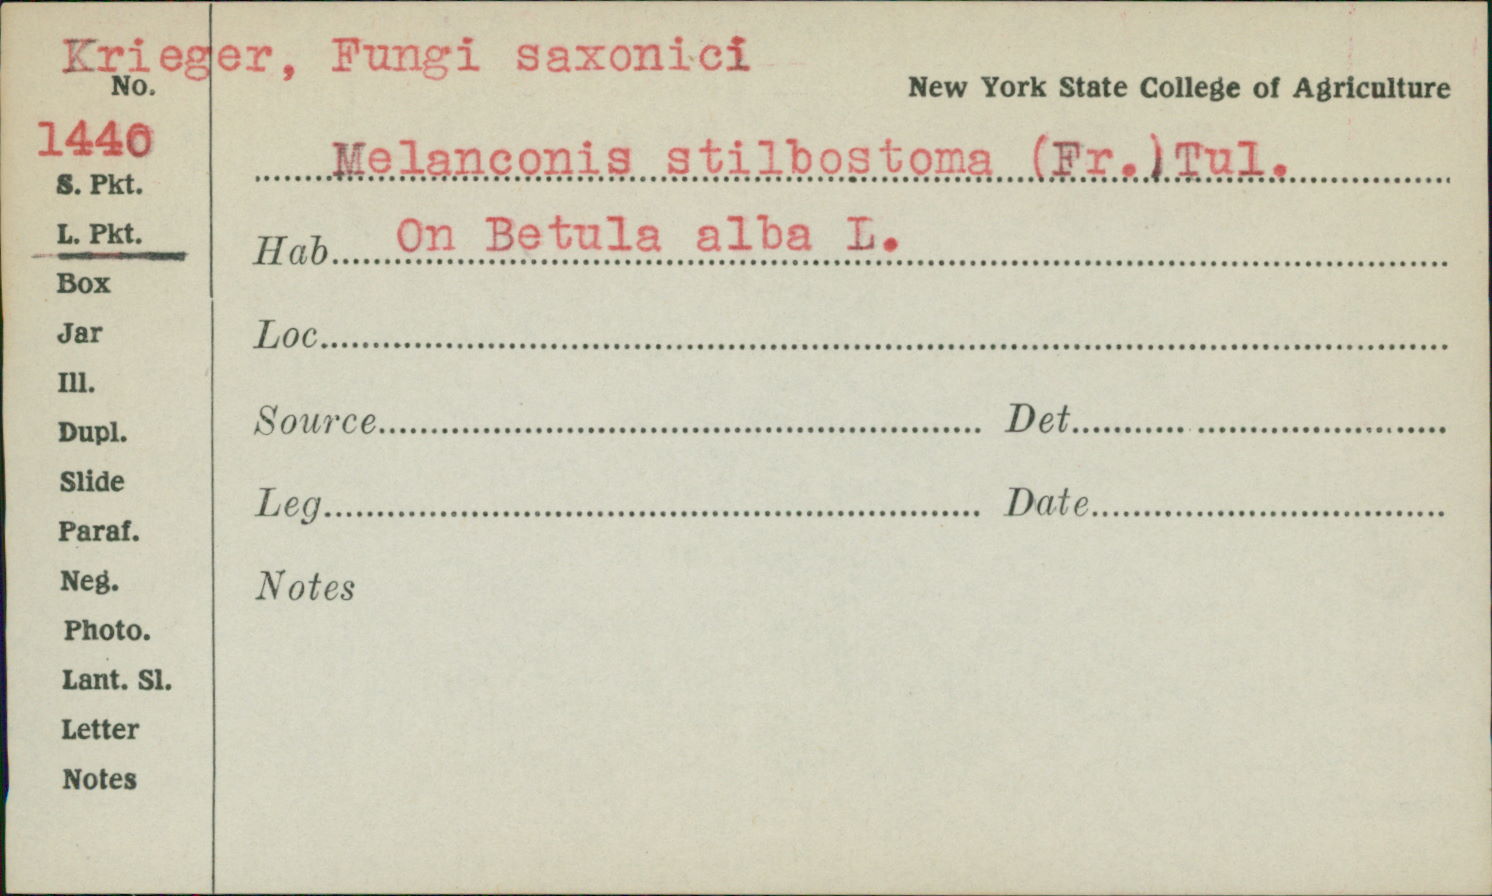 Krieger, Fungi saxonici
No.
New York State College of Agriculture
1440
Melanconis stilbostoma (Fr.)Tul.
S. Pkt.
L. Pkt.
Hab. On Betula alba L.
Box
Loc.
Jar
Ill.
Source Det.
Dupl.
Slide
Leg. Date
Paraf.
Neg.
Notes
Photo.
Lant. Sl.
Letter
Notes